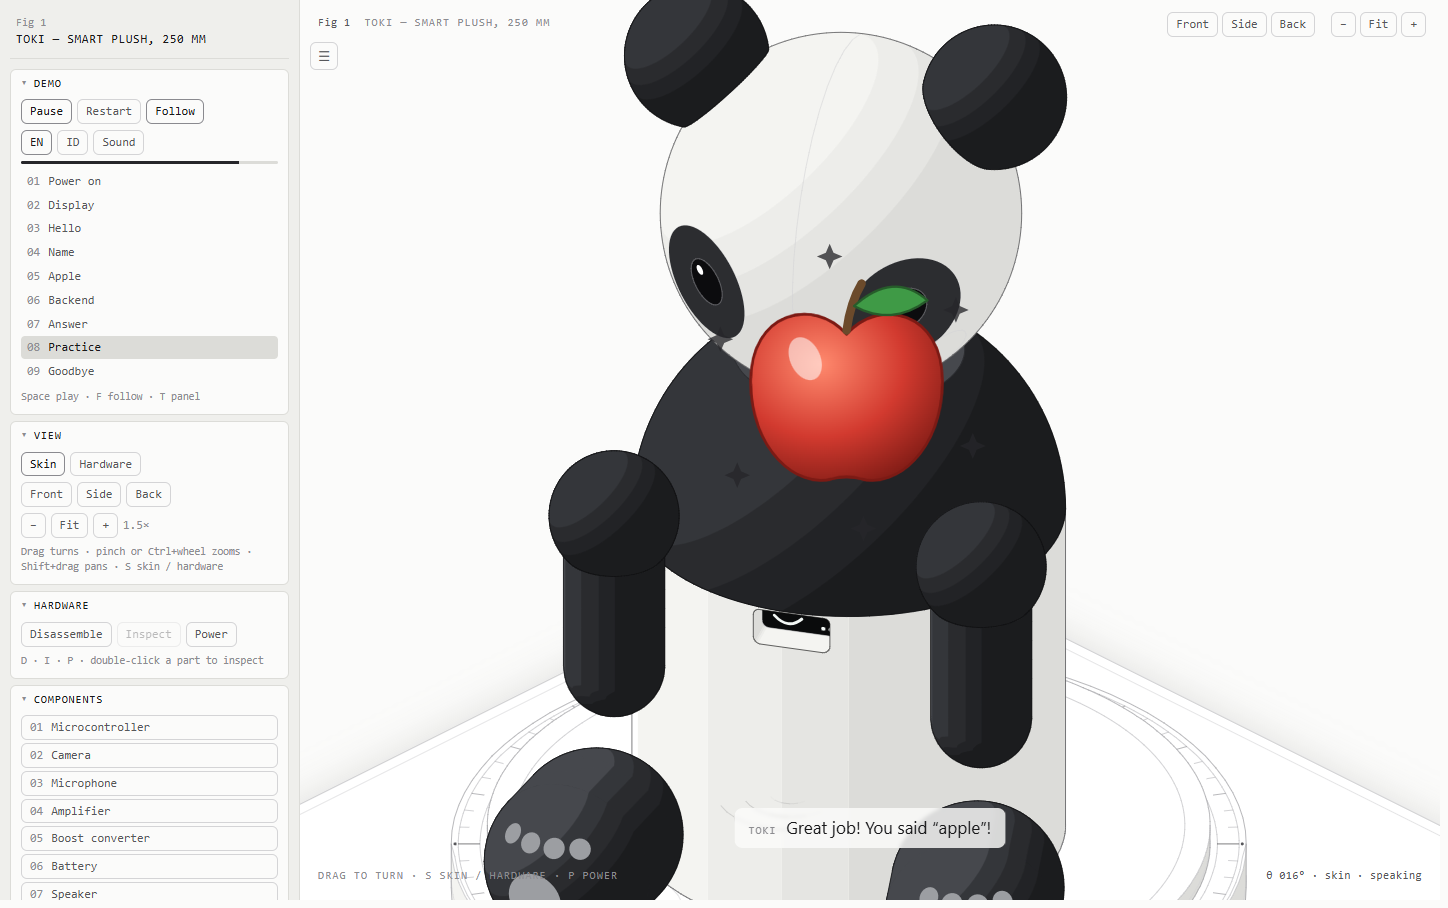 Fig 1
TOKI — SMART PLUSH, 250 MM
DEMO
Pause Restart Follow
EN ID Sound
01 Power on
02 Display
03 Hello
04 Name
05 Apple
06 Backend
07 Answer
08 Practice
09 Goodbye
Space play · F follow · T panel
VIEW
Skin Hardware
Front Side Back
− Fit + 1.5×
Drag turns · pinch or Ctrl+wheel zooms ·
Shift+drag pans · S skin / hardware
HARDWARE
Disassemble Inspect Power
D · I · P · double-click a part to inspect
COMPONENTS
01 Microcontroller
02 Camera
03 Microphone
04 Amplifier
05 Boost converter
06 Battery
07 Speaker
Fig 1 TOKI — SMART PLUSH, 250 MM
Front Side Back − Fit +
TOKI Great job! You said “apple”!
DRAG TO TURN · S SKIN / HARDWARE · P POWER
θ 016° · skin · speaking